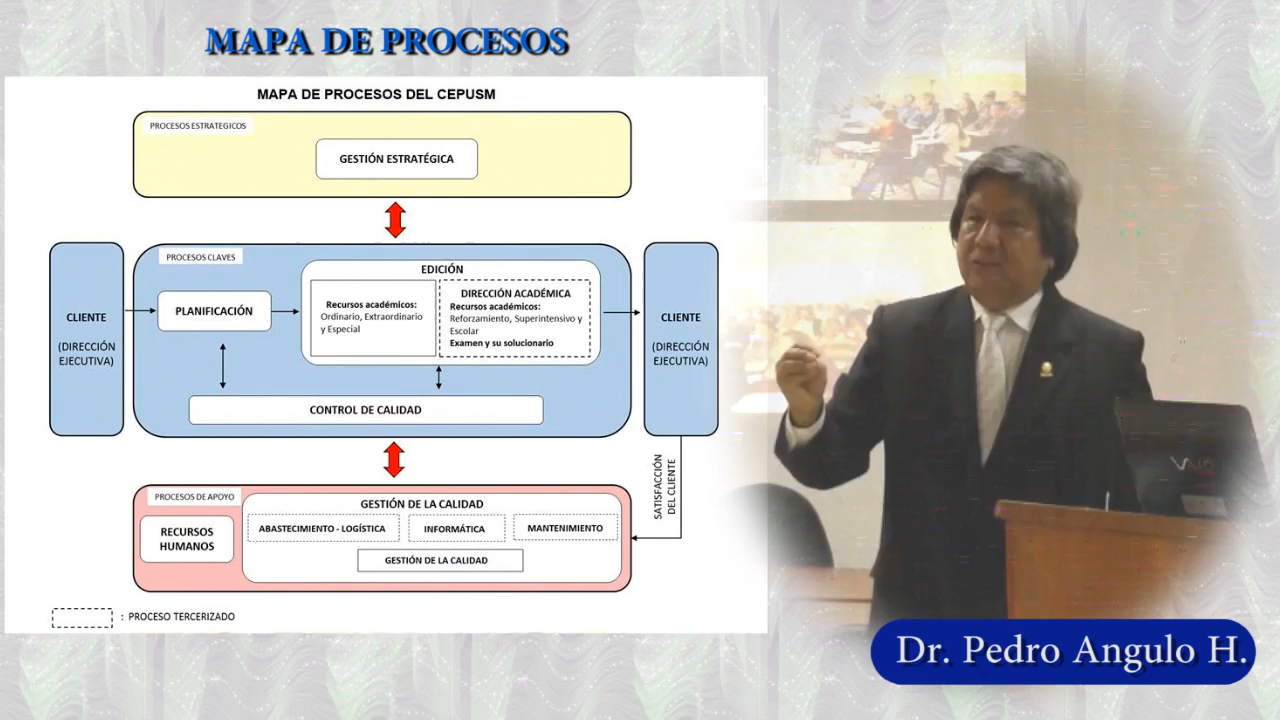 MAPA DE PROCESOS
MAPA DE PROCESOS DEL CEPUSM
PROCESOS ESTRATEGICOS
GESTIÓN ESTRATÉGICA
CLIENTE
(DIRECCIÓN
EJECUTIVA)
PROCESOS CLAVES
PLANIFICACIÓN
EDICIÓN
Recursos académicos:
Ordinario, Extraordinario
y Especial
DIRECCIÓN ACADÉMICA
Recursos académicos:
Reforzamiento, Superintensivo y
Escolar
Examen y su solucionario
CONTROL DE CALIDAD
CLIENTE
(DIRECCIÓN
EJECUTIVA)
SATISFACCIÓN
DEL CLIENTE
PROCESOS DE APOYO
RECURSOS
HUMANOS
GESTIÓN DE LA CALIDAD
ABASTECIMIENTO - LOGÍSTICA
INFORMÁTICA
MANTENIMIENTO
GESTIÓN DE LA CALIDAD
: PROCESO TERCERIZADO
VAIO
Dr. Pedro Angulo H.